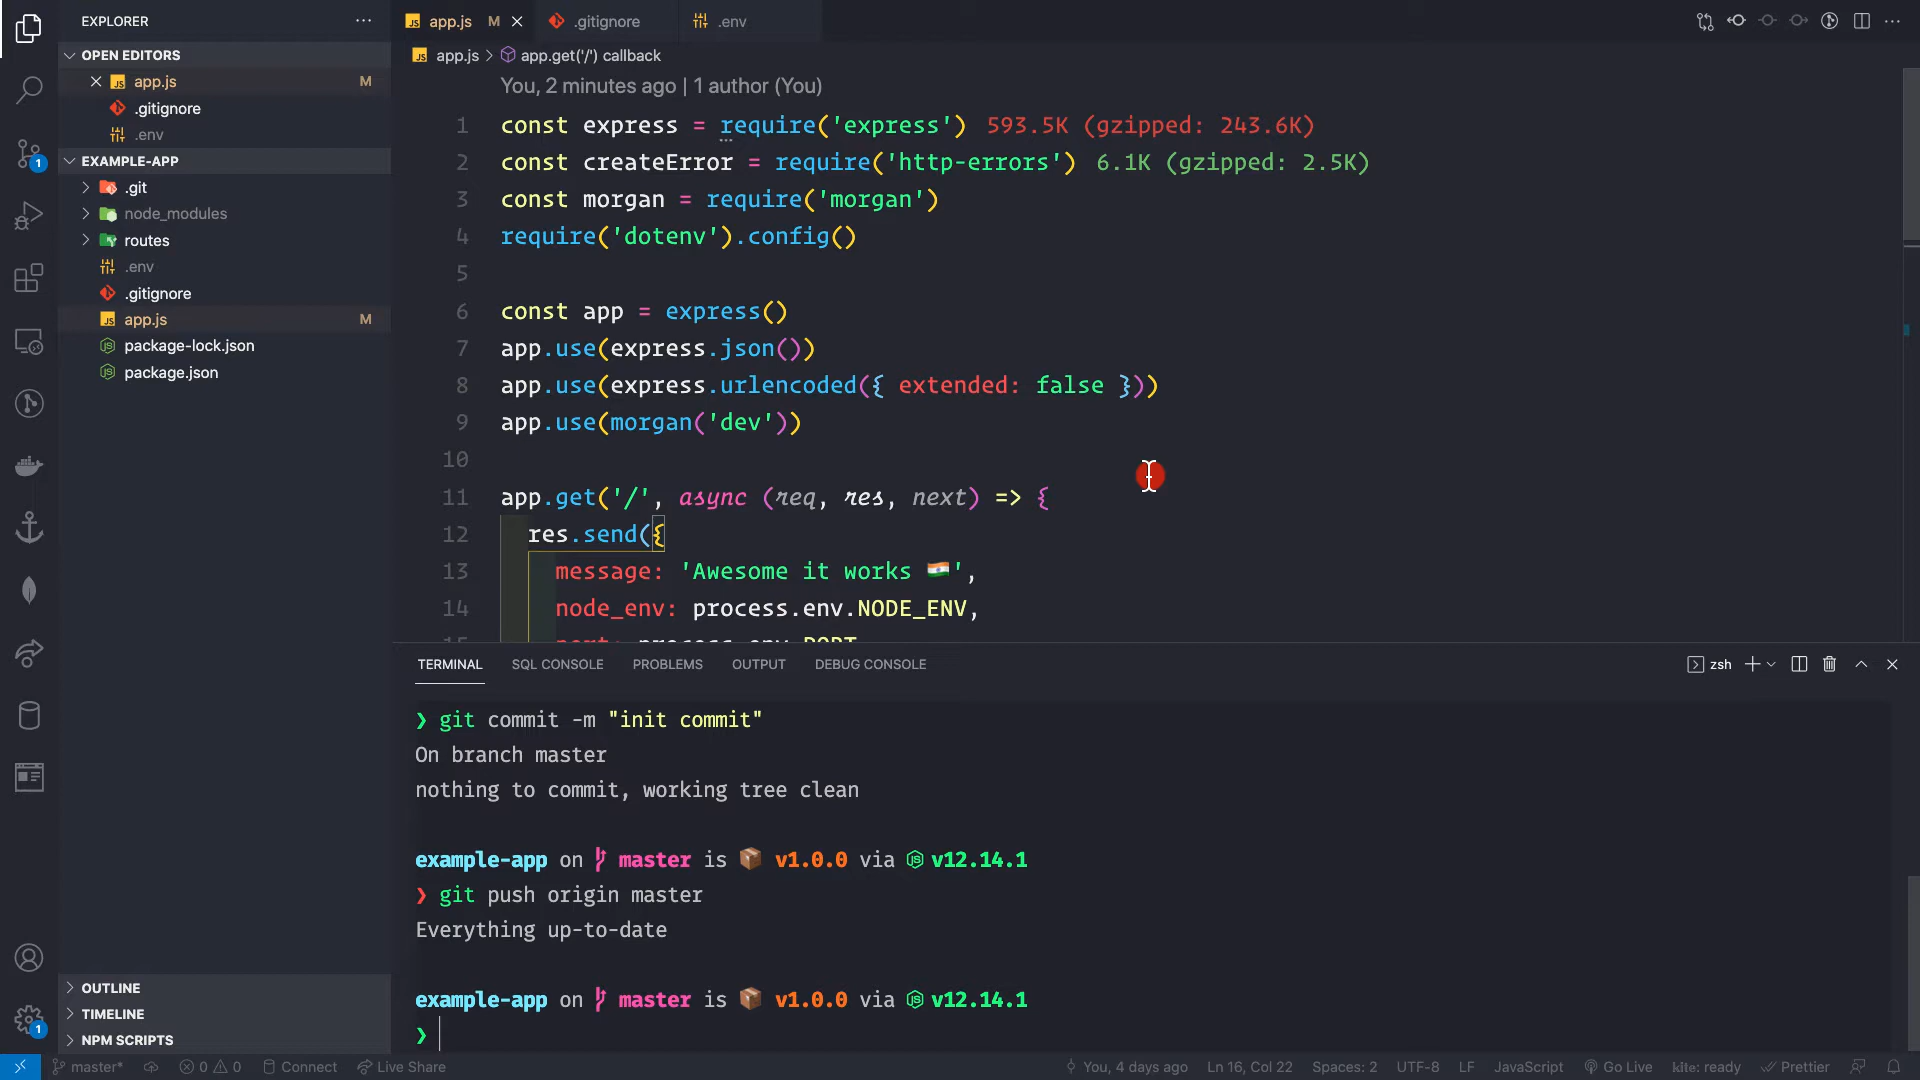 EXPLORER
OPEN EDITORS
app.js M
.gitignore
.env
EXAMPLE-APP
.git
node_modules
routes
.env
.gitignore
app.js M
package-lock.json
package.json
OUTLINE
TIMELINE
NPM SCRIPTS
1
1
app.js M
.gitignore
.env
app.js > app.get('/') callback
You, 2 minutes ago | 1 author (You)
1 const express = require('express') 593.5K (gzipped: 243.6K)
2 const createError = require('http-errors') 6.1K (gzipped: 2.5K)
3 const morgan = require('morgan')
4 require('dotenv').config()
5
6 const app = express()
7 app.use(express.json())
8 app.use(express.urlencoded({ extended: false }))
9 app.use(morgan('dev'))
10
11 app.get('/', async (req, res, next) => {
12 res.send({
13 message: 'Awesome it works 🇮🇳',
14 node_env: process.env.NODE_ENV,
TERMINAL SQL CONSOLE PROBLEMS OUTPUT DEBUG CONSOLE zsh
❯ git commit -m "init commit"
On branch master
nothing to commit, working tree clean
example-app on master is 📦 v1.0.0 via v12.14.1
❯ git push origin master
Everything up-to-date
example-app on master is 📦 v1.0.0 via v12.14.1
❯
master* 0 0 Connect Live Share You, 4 days ago Ln 16, Col 22 Spaces: 2 UTF-8 LF JavaScript Go Live kite: ready Prettier